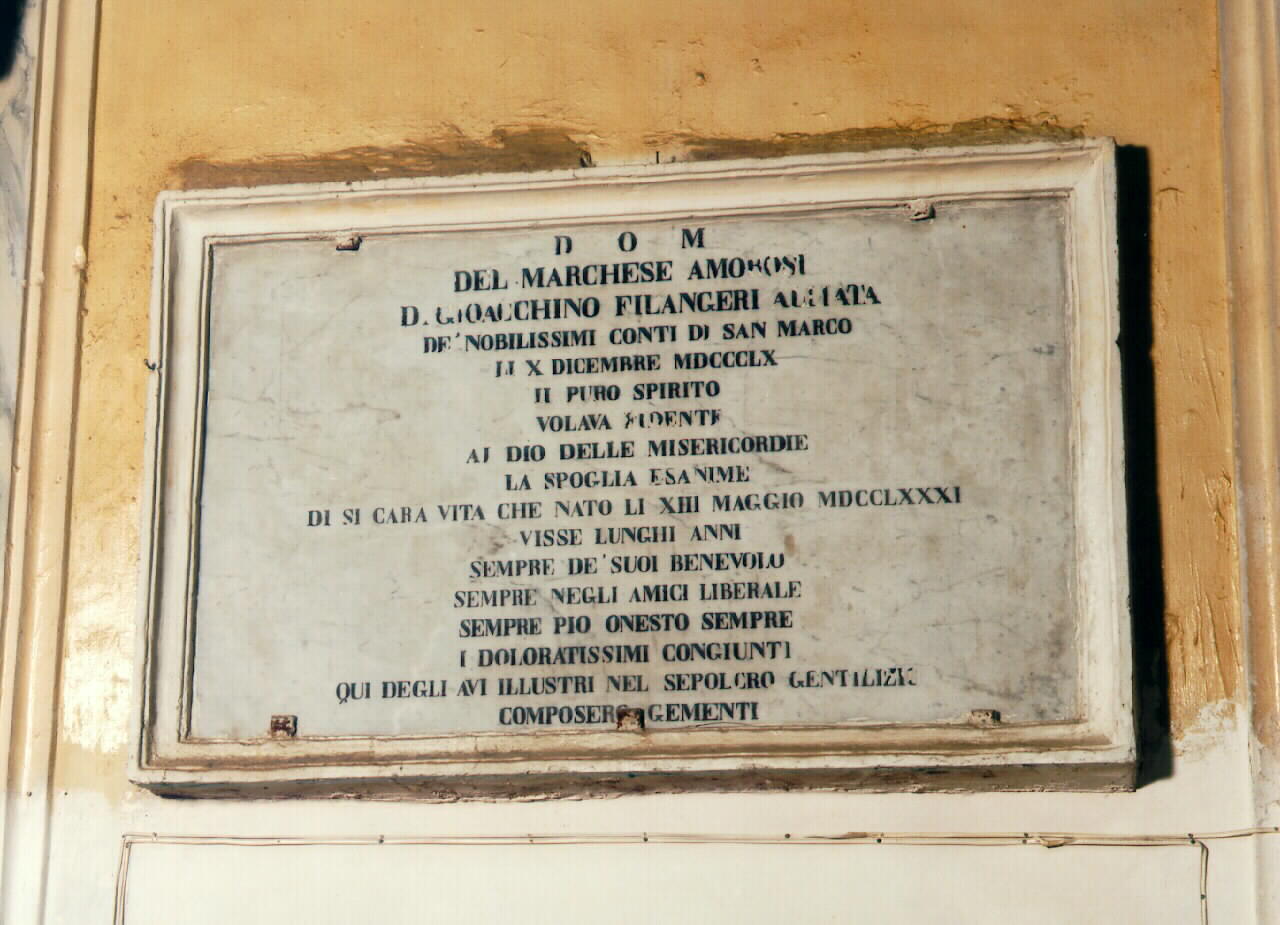 D O M
DEL MARCHESE AMOROSI
D. GIOACCHINO FILANGERI
DE' NOBILISSIMI CONTI DI SAN MARCO
LI X DICEMBRE MDCCCLX
IL PURO SPIRITO
VOLAVA FIDENTE
AL DIO DELLE MISERICORDIE
LA SPOGLIA ESANIME
DI SI CARA VITA CHE NATO LI XIII MAGGIO MDCCLXXXI
VISSE LUNGHI ANNI
SEMPRE DE' SUOI BENEVOLO
SEMPRE NEGLI AMICI LIBERALE
SEMPRE PIO ONESTO SEMPRE
I DOLORATISSIMI CONGIUNTI
QUI DEGLI AVI ILLUSTRI NEL SEPOLCRO GENTILIZIO
COMPOSERO GEMENTI